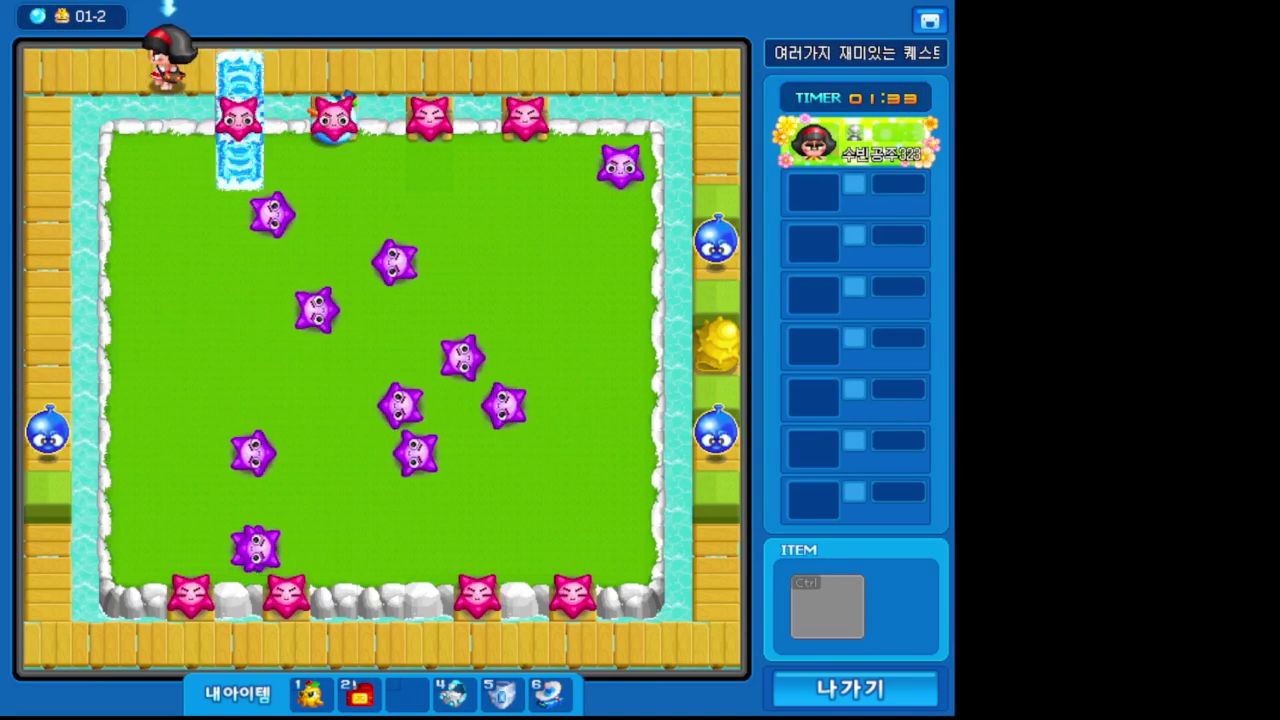 01-2
여러가지 재미있는 퀘스트
TIMER 01:33
수빈공주323
ITEM
Ctrl
내아이템
1
2
4
5
6
나가기